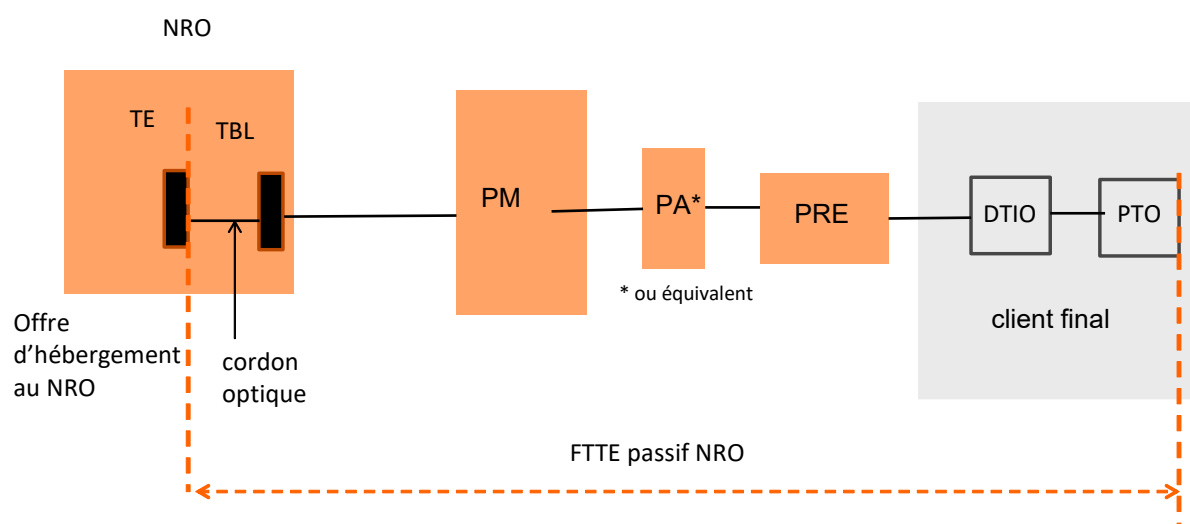 NRO
TE
TBL
PM
PA*
PRE
DTIO
PTO
* ou équivalent
client final
Offre
d’hébergement
au NRO
cordon
optique
FTTE passif NRO